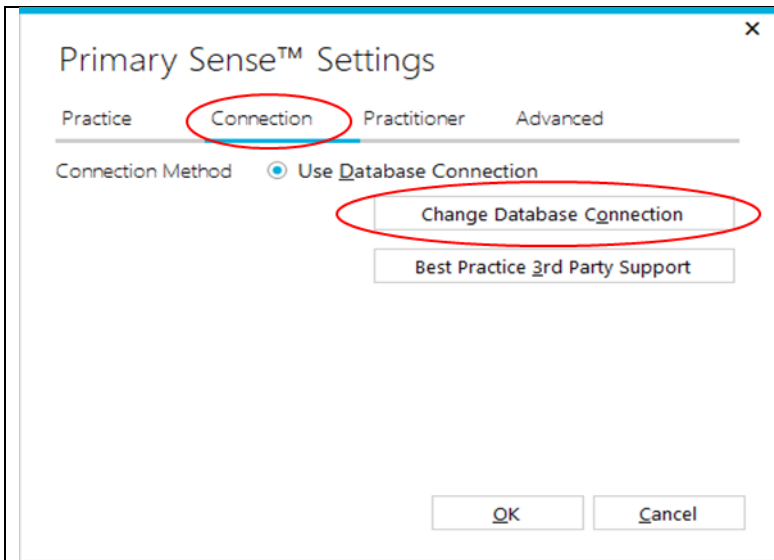 Primary Sense™ Settings
Practice Connection Practitioner Advanced
Connection Method Use Database Connection
Change Database Connection
Best Practice 3rd Party Support
OK Cancel